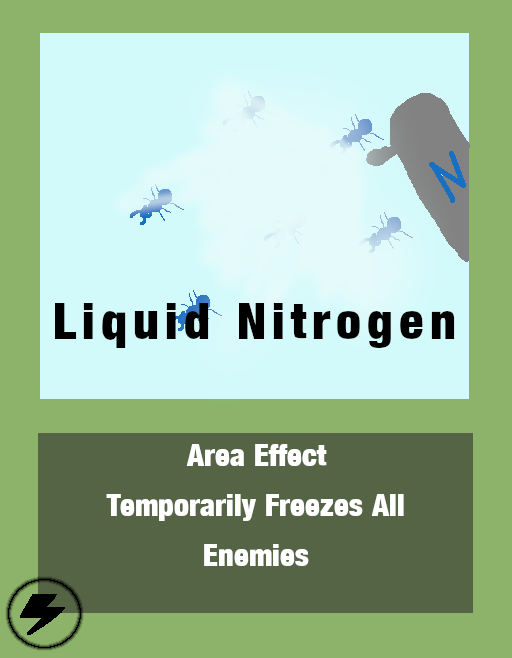 N
Liquid Nitrogen
Area Effect
Temporarily Freezes All
Enemies